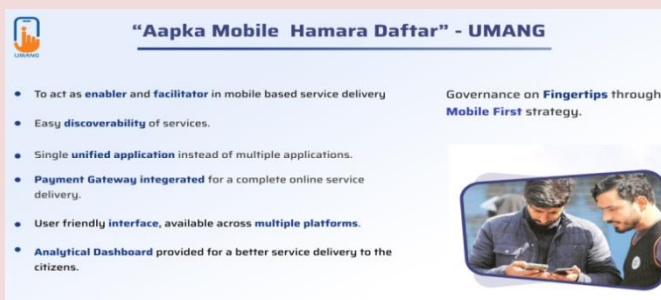 UMANG
“Aapka Mobile Hamara Daftar” - UMANG
To act as enabler and facilitator in mobile based service delivery
Easy discoverability of services.
Single unified application instead of multiple applications.
Payment Gateway integerated for a complete online service
delivery.
User friendly interface, available across multiple platforms.
Analytical Dashboard provided for a better service delivery to the
citizens.
Governance on Fingertips through
Mobile First strategy.